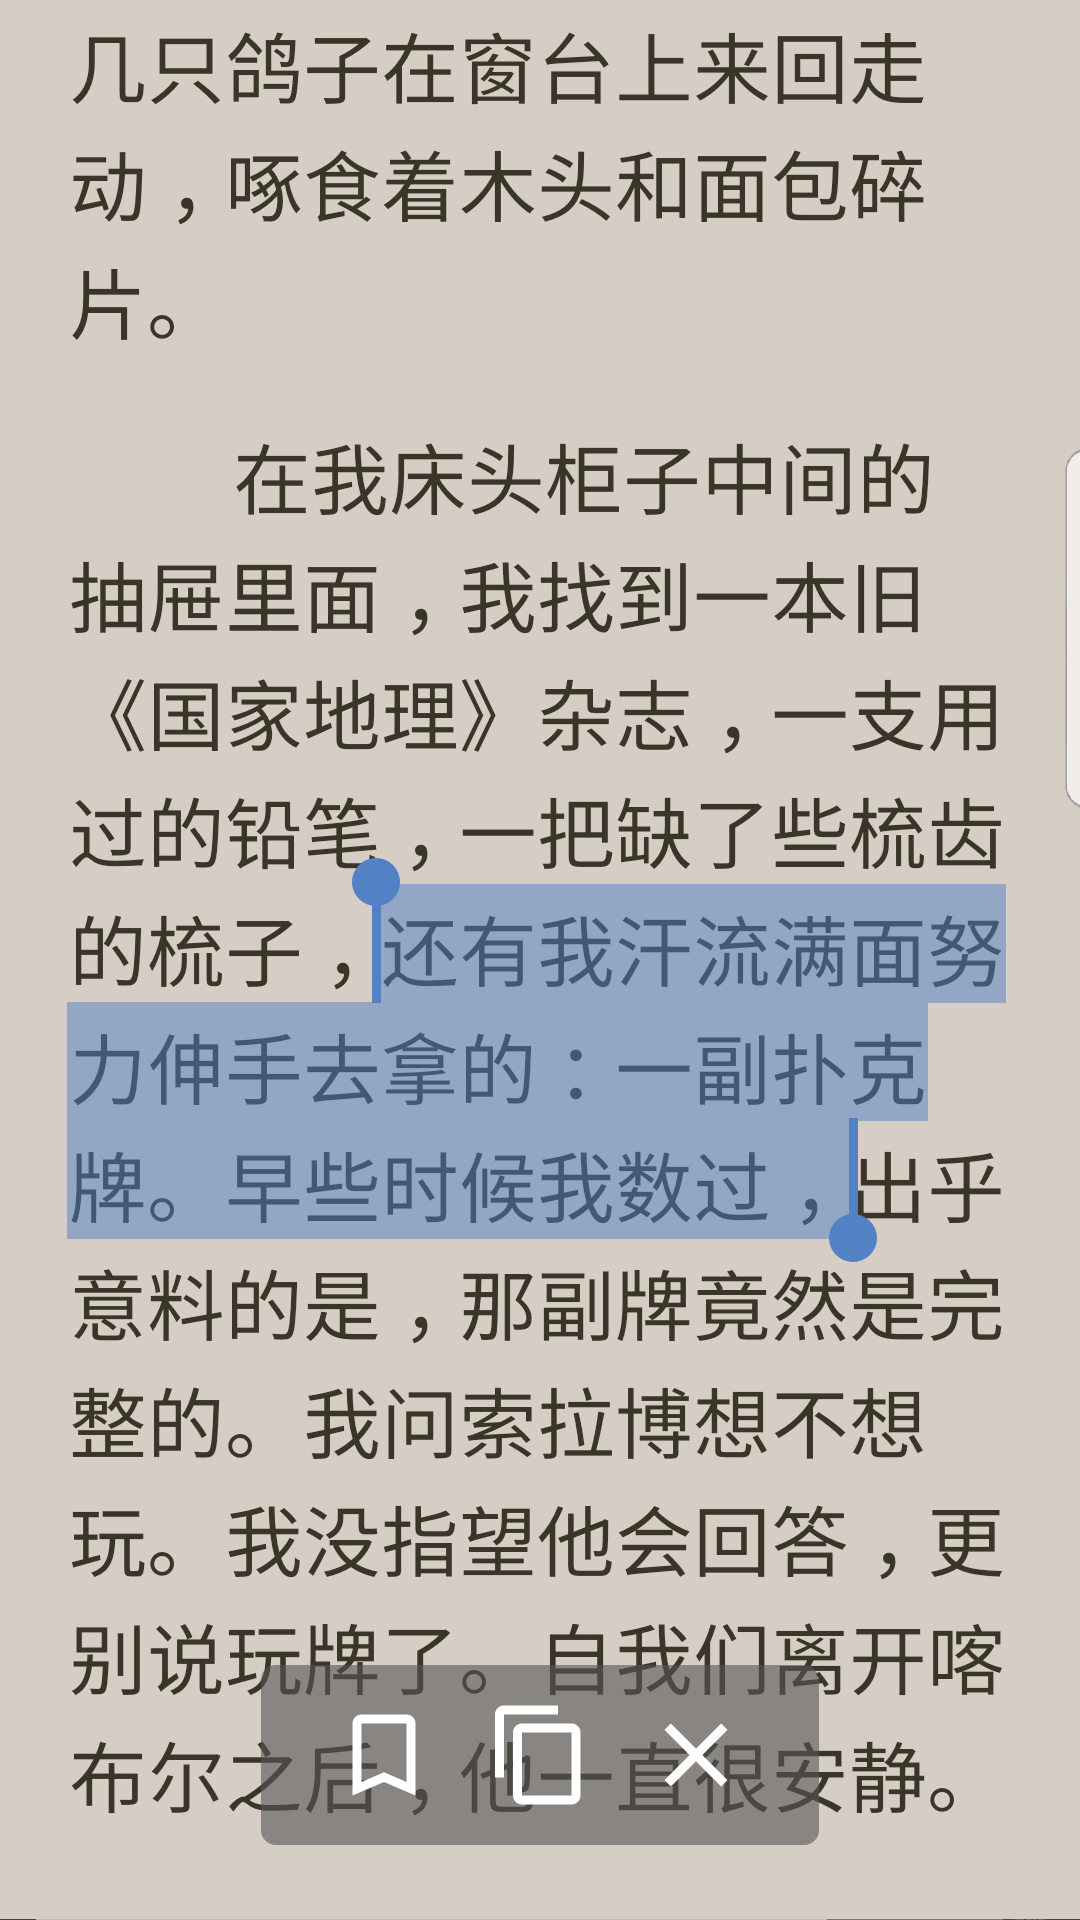 几只鸽子在窗台上来回走
动，啄食着木头和面包碎
片。
在我床头柜子中间的
抽屉里面，我找到一本旧
《国家地理》杂志，一支用
过的铅笔，一把缺了些梳齿
的梳子，还有我汗流满面努
力伸手去拿的：一副扑克
牌。早些时候我数过，出乎
意料的是，那副牌竟然是完
整的。我问索拉博想不想
玩。我没指望他会回答，更
别说玩牌了。自我们离开喀
布尔之后，他一直很安静。